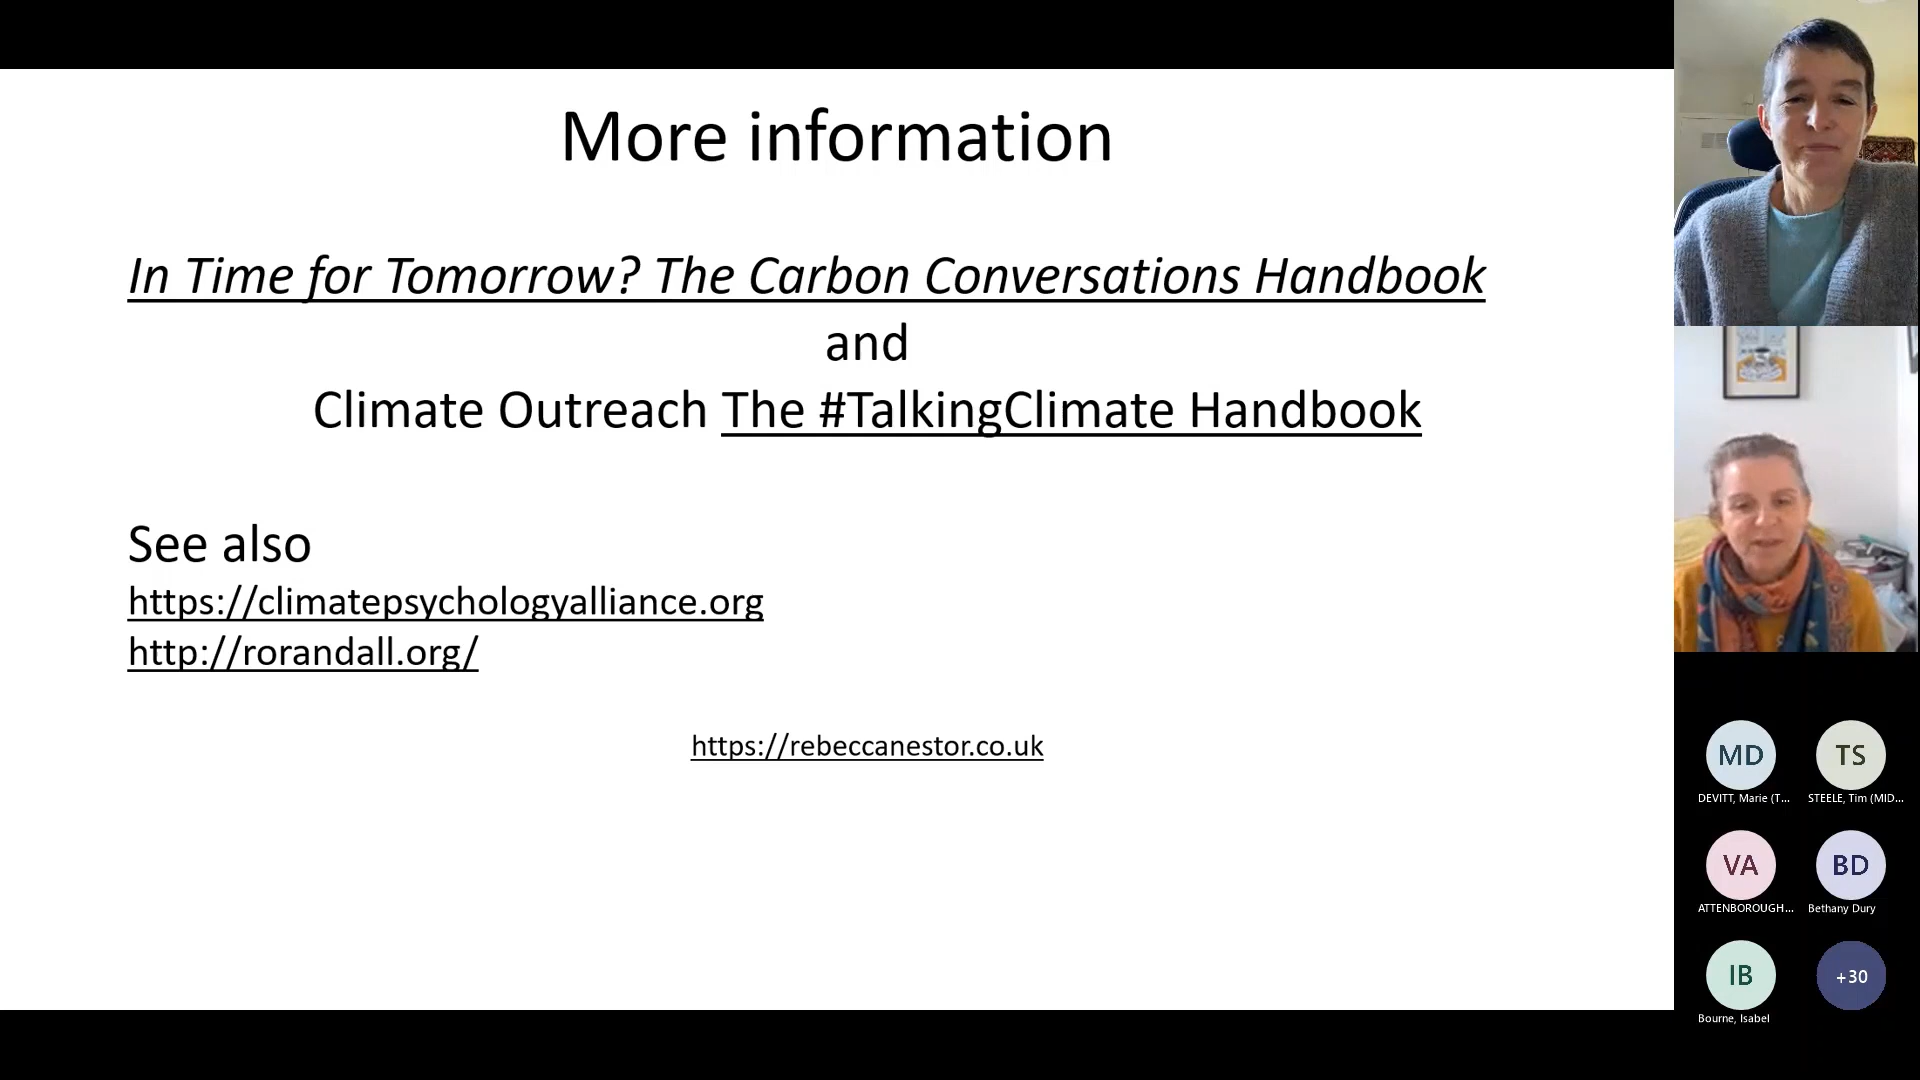 More information
In Time for Tomorrow? The Carbon Conversations Handbook
and
Climate Outreach The #TalkingClimate Handbook
See also
https://climatepsychologyalliance.org
http://rorandall.org/
https://rebeccanestor.co.uk
MD
TS
DEVITT, Marie (T...
STEELE, Tim (MID...
VA
BD
ATTENBOROUGH...
Bethany Dury
IB
+30
Bourne, Isabel